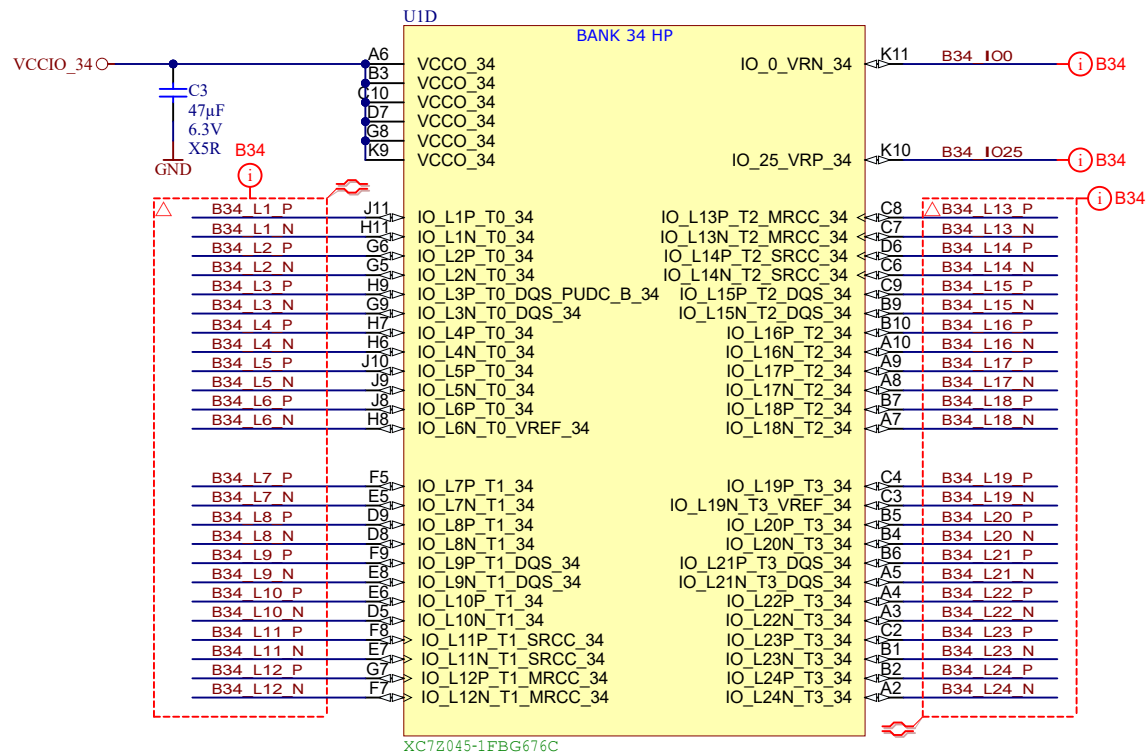 U1D
BANK 34 HP
VCCIO_34
A6 VCCO_34 IO_0_VRN_34 K11 B34_IO0 i B34
B3 VCCO_34
C10 VCCO_34
D7 VCCO_34
G8 VCCO_34
K9 VCCO_34 IO_25_VRP_34 K10 B34_IO25 i B34
C3
47µF
6.3V
X5R
GND
B34
i
i B34
B34_L1_P J11 IO_L1P_T0_34 IO_L13P_T2_MRCC_34 C8 B34_L13_P
B34_L1_N H11 IO_L1N_T0_34 IO_L13N_T2_MRCC_34 C7 B34_L13_N
B34_L2_P G6 IO_L2P_T0_34 IO_L14P_T2_SRCC_34 D6 B34_L14_P
B34_L2_N G5 IO_L2N_T0_34 IO_L14N_T2_SRCC_34 C6 B34_L14_N
B34_L3_P H9 IO_L3P_T0_DQS_PUDC_B_34 IO_L15P_T2_DQS_34 C9 B34_L15_P
B34_L3_N G9 IO_L3N_T0_DQS_34 IO_L15N_T2_DQS_34 B9 B34_L15_N
B34_L4_P H7 IO_L4P_T0_34 IO_L16P_T2_34 B10 B34_L16_P
B34_L4_N H6 IO_L4N_T0_34 IO_L16N_T2_34 A10 B34_L16_N
B34_L5_P J10 IO_L5P_T0_34 IO_L17P_T2_34 A9 B34_L17_P
B34_L5_N J9 IO_L5N_T0_34 IO_L17N_T2_34 A8 B34_L17_N
B34_L6_P J8 IO_L6P_T0_34 IO_L18P_T2_34 B7 B34_L18_P
B34_L6_N H8 IO_L6N_T0_VREF_34 IO_L18N_T2_34 A7 B34_L18_N
B34_L7_P F5 IO_L7P_T1_34 IO_L19P_T3_34 C4 B34_L19_P
B34_L7_N E5 IO_L7N_T1_34 IO_L19N_T3_VREF_34 C3 B34_L19_N
B34_L8_P D9 IO_L8P_T1_34 IO_L20P_T3_34 B5 B34_L20_P
B34_L8_N D8 IO_L8N_T1_34 IO_L20N_T3_34 B4 B34_L20_N
B34_L9_P F9 IO_L9P_T1_DQS_34 IO_L21P_T3_DQS_34 B6 B34_L21_P
B34_L9_N E8 IO_L9N_T1_DQS_34 IO_L21N_T3_DQS_34 A5 B34_L21_N
B34_L10_P E6 IO_L10P_T1_34 IO_L22P_T3_34 A4 B34_L22_P
B34_L10_N D5 IO_L10N_T1_34 IO_L22N_T3_34 A3 B34_L22_N
B34_L11_P F8 IO_L11P_T1_SRCC_34 IO_L23P_T3_34 C2 B34_L23_P
B34_L11_N E7 IO_L11N_T1_SRCC_34 IO_L23N_T3_34 B1 B34_L23_N
B34_L12_P G7 IO_L12P_T1_MRCC_34 IO_L24P_T3_34 B2 B34_L24_P
B34_L12_N F7 IO_L12N_T1_MRCC_34 IO_L24N_T3_34 A2 B34_L24_N
XC7Z045-1FBG676C